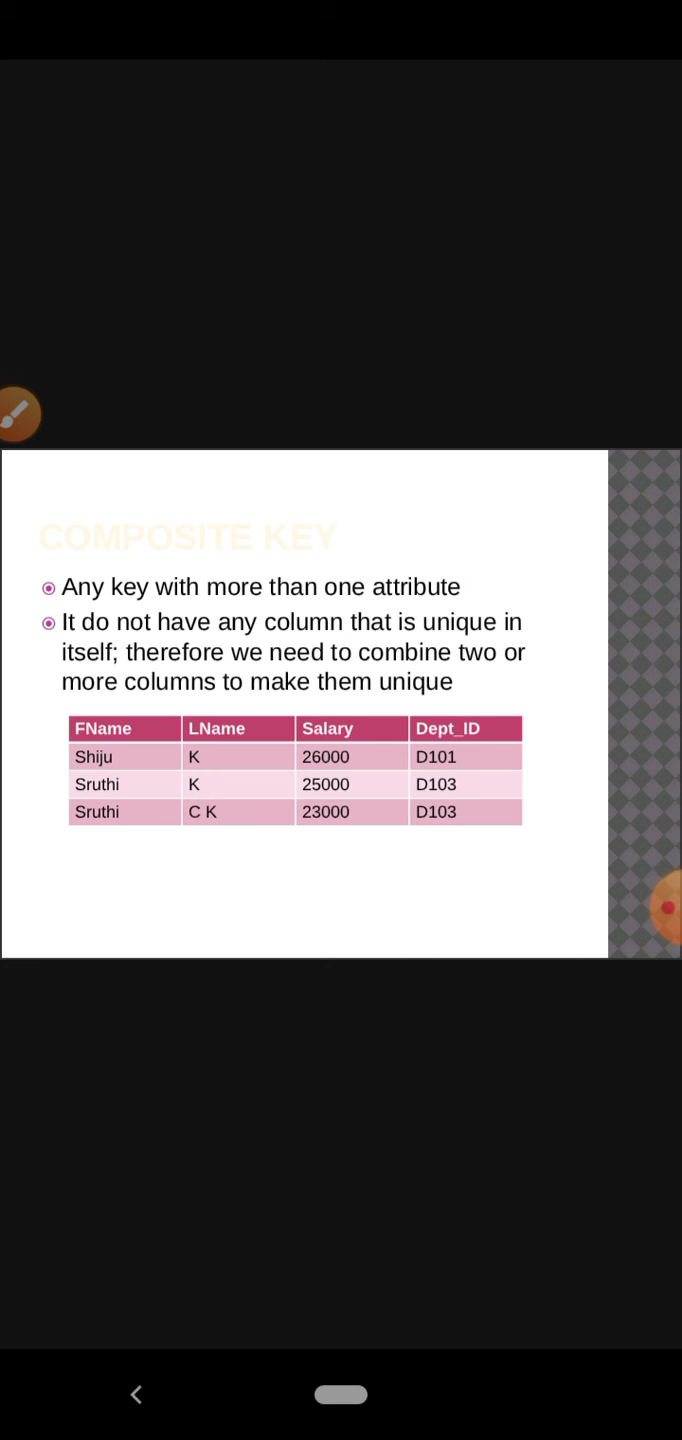 COMPOSITE KEY
Any key with more than one attribute
It do not have any column that is unique in
itself; therefore we need to combine two or
more columns to make them unique
FName LName Salary Dept_ID
Shiju K 26000 D101
Sruthi K 25000 D103
Sruthi C K 23000 D103